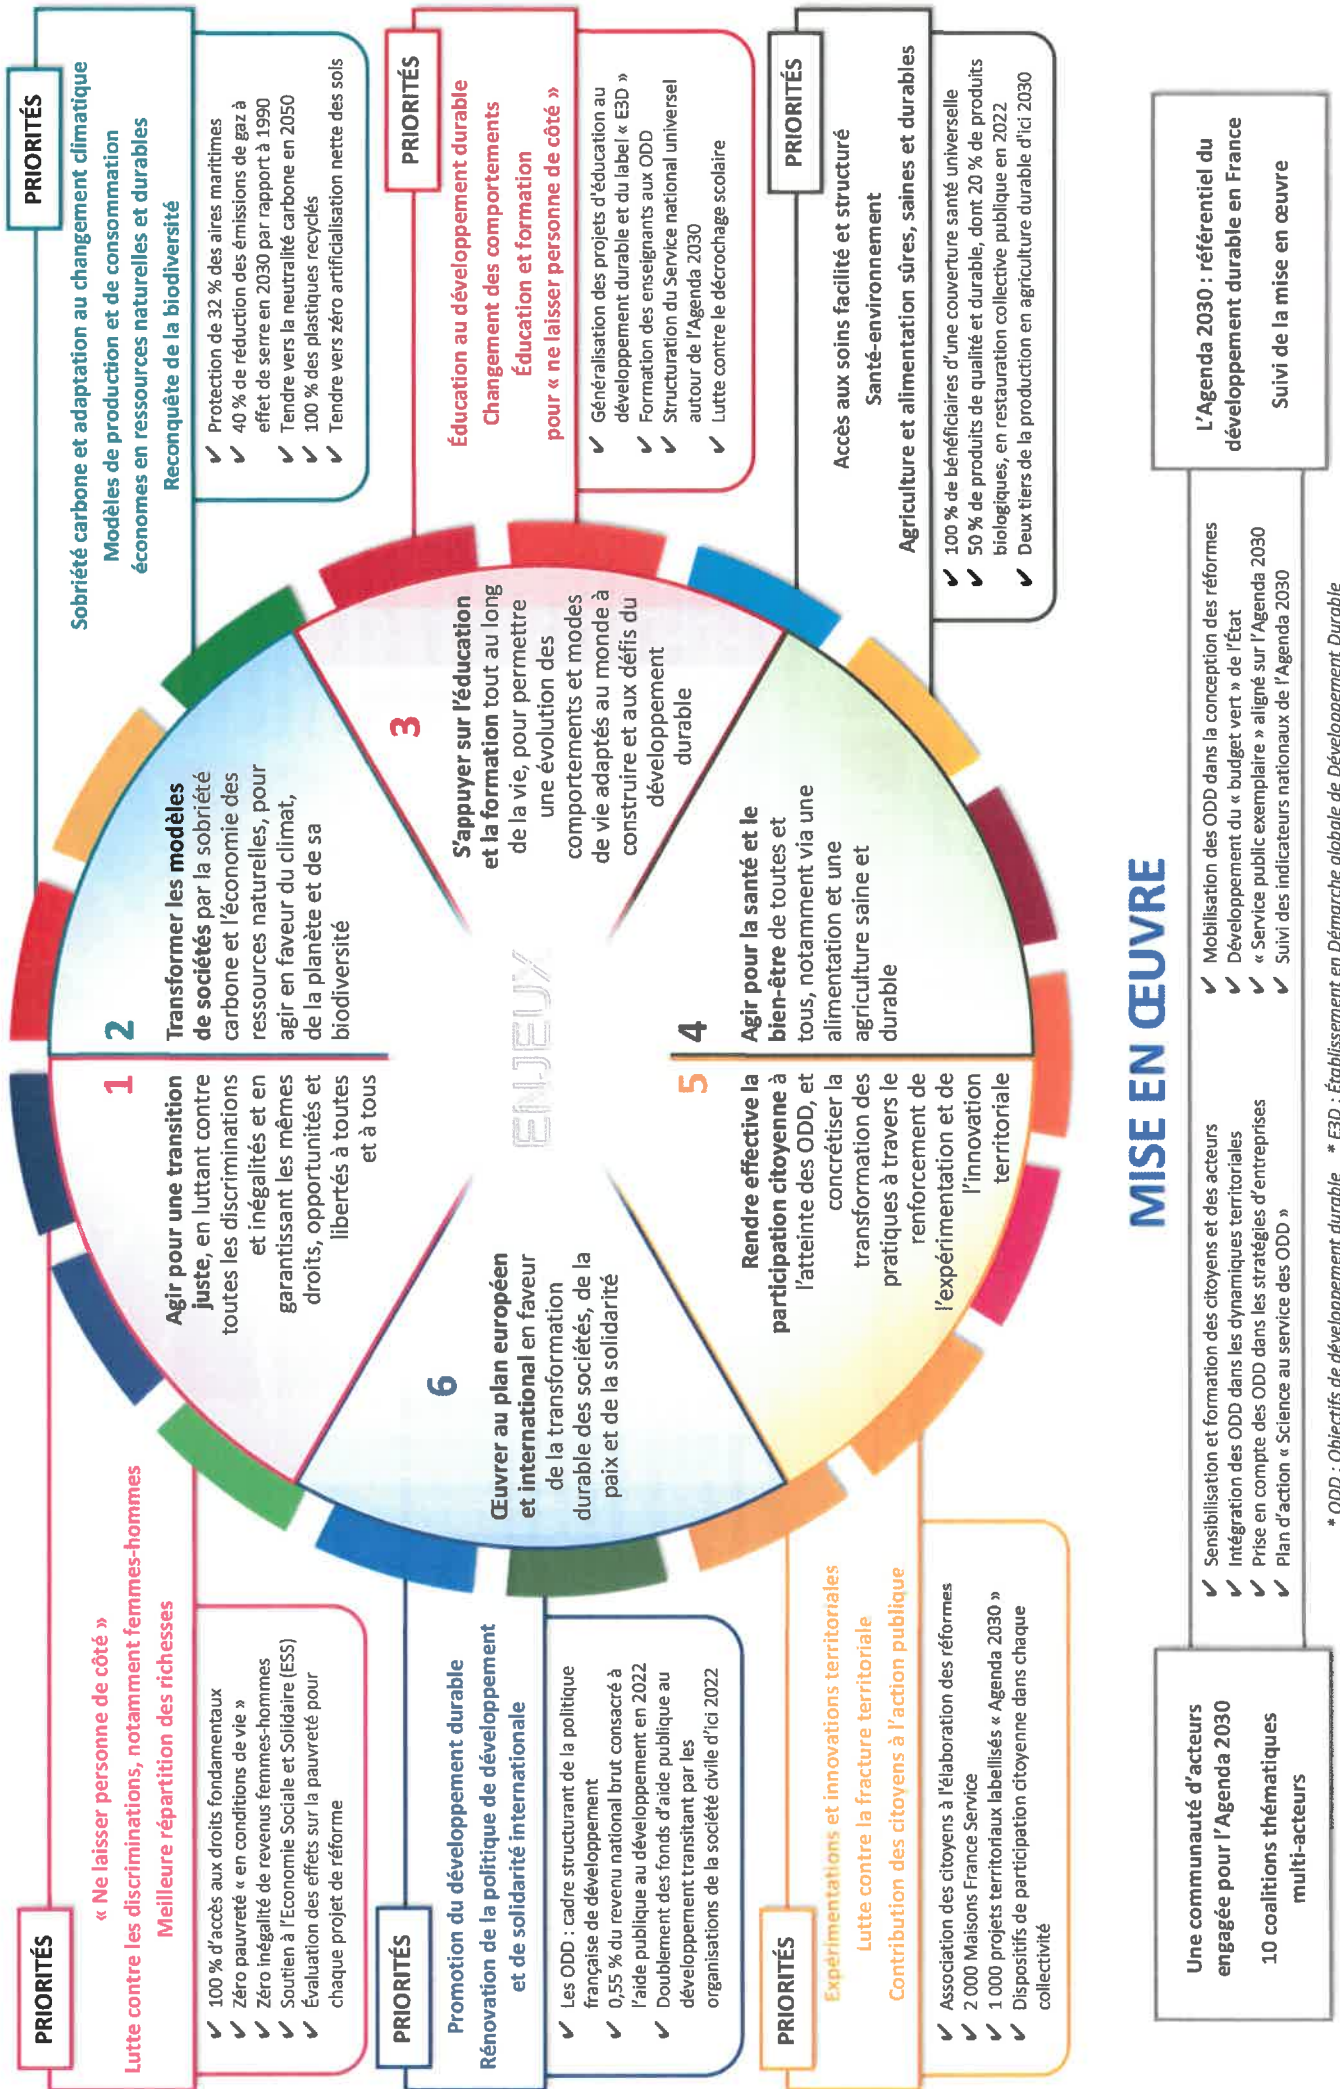 PRIORITÉS
« Ne laisser personne de côté »
Lutte contre les discriminations, notamment femmes-hommes
Meilleure répartition des richesses
✓ 100 % d'accès aux droits fondamentaux
✓ Zéro pauvreté « en conditions de vie »
✓ Zéro inégalité de revenus femmes-hommes
✓ Soutien à l'Economie Sociale et Solidaire (ESS)
✓ Évaluation des effets sur la pauvreté pour
chaque projet de réforme
PRIORITÉS
Promotion du développement durable
Rénovation de la politique de développement
et de solidarité internationale
✓ Les ODD : cadre structurant de la politique
française de développement
✓ 0,55 % du revenu national brut consacré à
l'aide publique au développement en 2022
✓ Doublement des fonds d'aide publique au
développement transitant par les
organisations de la société civile d'ici 2022
PRIORITÉS
Expérimentations et innovations territoriales
Lutte contre la fracture territoriale
Contribution des citoyens à l'action publique
✓ Association des citoyens à l'élaboration des réformes
✓ 2 000 Maisons France Service
✓ 1 000 projets territoriaux labellisés « Agenda 2030 »
✓ Dispositifs de participation citoyenne dans chaque
collectivité
1
Agir pour une transition
juste, en luttant contre
toutes les discriminations
et inégalités et en
garantissant les mêmes
droits, opportunités et
libertés à toutes
et à tous
2
Transformer les modèles
de sociétés par la sobriété
carbone et l'économie des
ressources naturelles, pour
agir en faveur du climat,
de la planète et de sa
biodiversité
3
S'appuyer sur l'éducation
et la formation tout au long
de la vie, pour permettre
une évolution des
comportements et modes
de vie adaptés au monde à
construire et aux défis du
développement
durable
4
Agir pour la santé et le
bien-être de toutes et
tous, notamment via une
alimentation et une
agriculture saine et
durable
5
Rendre effective la
participation citoyenne à
l'atteinte des ODD, et
concrétiser la
transformation des
pratiques à travers le
renforcement de
l'expérimentation et de
l'innovation
territoriale
6
Œuvrer au plan européen
et international en faveur
de la transformation
durable des sociétés, de la
paix et de la solidarité
ENJEUX
PRIORITÉS
Sobriété carbone et adaptation au changement climatique
Modèles de production et de consommation
économes en ressources naturelles et durables
Reconquête de la biodiversité
✓ Protection de 32 % des aires maritimes
✓ 40 % de réduction des émissions de gaz à
effet de serre en 2030 par rapport à 1990
✓ Tendre vers la neutralité carbone en 2050
✓ 100 % des plastiques recyclés
✓ Tendre vers zéro artificialisation nette des sols
PRIORITÉS
Éducation au développement durable
Changement des comportements
Éducation et formation
pour « ne laisser personne de côté »
✓ Généralisation des projets d'éducation au
développement durable et du label « E3D »
✓ Formation des enseignants aux ODD
✓ Structuration du Service national universel
autour de l'Agenda 2030
✓ Lutte contre le décrochage scolaire
PRIORITÉS
Accès aux soins facilité et structuré
Santé-environnement
Agriculture et alimentation sûres, saines et durables
✓ 100 % de bénéficiaires d'une couverture santé universelle
✓ 50 % de produits de qualité et durable, dont 20 % de produits
biologiques, en restauration collective publique en 2022
✓ Deux tiers de la production en agriculture durable d'ici 2030
MISE EN ŒUVRE
Une communauté d'acteurs
engagée pour l'Agenda 2030
10 coalitions thématiques
multi-acteurs
✓ Sensibilisation et formation des citoyens et des acteurs
✓ Intégration des ODD dans les dynamiques territoriales
✓ Prise en compte des ODD dans les stratégies d'entreprises
✓ Plan d'action « Science au service des ODD »
✓ Mobilisation des ODD dans la conception des réformes
✓ Développement du « budget vert » de l'État
✓ « Service public exemplaire » aligné sur l'Agenda 2030
✓ Suivi des indicateurs nationaux de l'Agenda 2030
L'Agenda 2030 : référentiel du
développement durable en France
Suivi de la mise en œuvre
* ODD : Objectifs de développement durable * E3D : Établissement en Démarche globale de Développement Durable